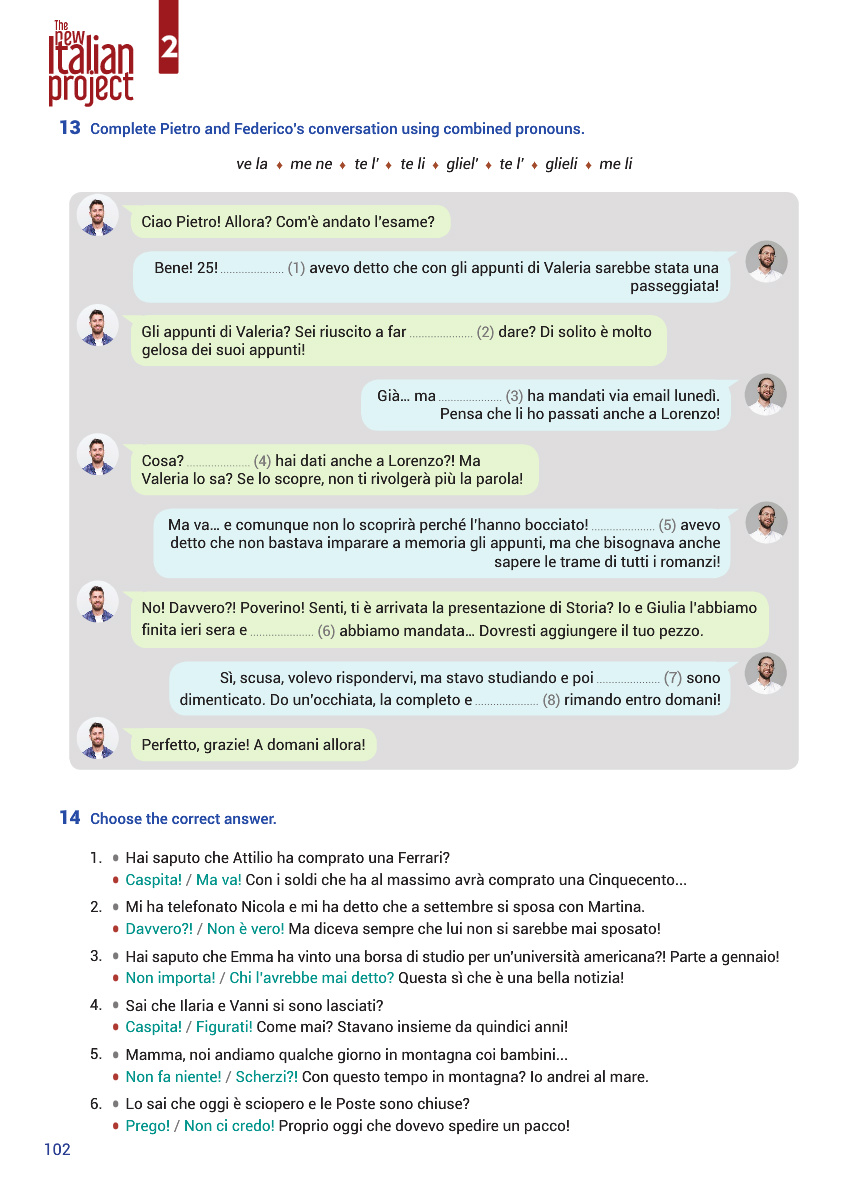 The
new
Italian
project
2
13 Complete Pietro and Federico's conversation using combined pronouns.
ve la ♦ me ne ♦ te l' ♦ te li ♦ gliel' ♦ te l' ♦ glieli ♦ me li
Ciao Pietro! Allora? Com'è andato l'esame?
Bene! 25! ..................... (1) avevo detto che con gli appunti di Valeria sarebbe stata una
passeggiata!
Gli appunti di Valeria? Sei riuscito a far ..................... (2) dare? Di solito è molto
gelosa dei suoi appunti!
Già... ma ..................... (3) ha mandati via email lunedì.
Pensa che li ho passati anche a Lorenzo!
Cosa? ..................... (4) hai dati anche a Lorenzo?! Ma
Valeria lo sa? Se lo scopre, non ti rivolgerà più la parola!
Ma va... e comunque non lo scoprirà perché l'hanno bocciato! ..................... (5) avevo
detto che non bastava imparare a memoria gli appunti, ma che bisognava anche
sapere le trame di tutti i romanzi!
No! Davvero?! Poverino! Senti, ti è arrivata la presentazione di Storia? Io e Giulia l'abbiamo
finita ieri sera e ..................... (6) abbiamo mandata... Dovresti aggiungere il tuo pezzo.
Sì, scusa, volevo rispondervi, ma stavo studiando e poi ..................... (7) sono
dimenticato. Do un'occhiata, la completo e ..................... (8) rimando entro domani!
Perfetto, grazie! A domani allora!
14 Choose the correct answer.
1. • Hai saputo che Attilio ha comprato una Ferrari?
• Caspita! / Ma va! Con i soldi che ha al massimo avrà comprato una Cinquecento...
2. • Mi ha telefonato Nicola e mi ha detto che a settembre si sposa con Martina.
• Davvero?! / Non è vero! Ma diceva sempre che lui non si sarebbe mai sposato!
3. • Hai saputo che Emma ha vinto una borsa di studio per un'università americana?! Parte a gennaio!
• Non importa! / Chi l'avrebbe mai detto? Questa sì che è una bella notizia!
4. • Sai che Ilaria e Vanni si sono lasciati?
• Caspita! / Figurati! Come mai? Stavano insieme da quindici anni!
5. • Mamma, noi andiamo qualche giorno in montagna coi bambini...
• Non fa niente! / Scherzi?! Con questo tempo in montagna? Io andrei al mare.
6. • Lo sai che oggi è sciopero e le Poste sono chiuse?
• Prego! / Non ci credo! Proprio oggi che dovevo spedire un pacco!
102